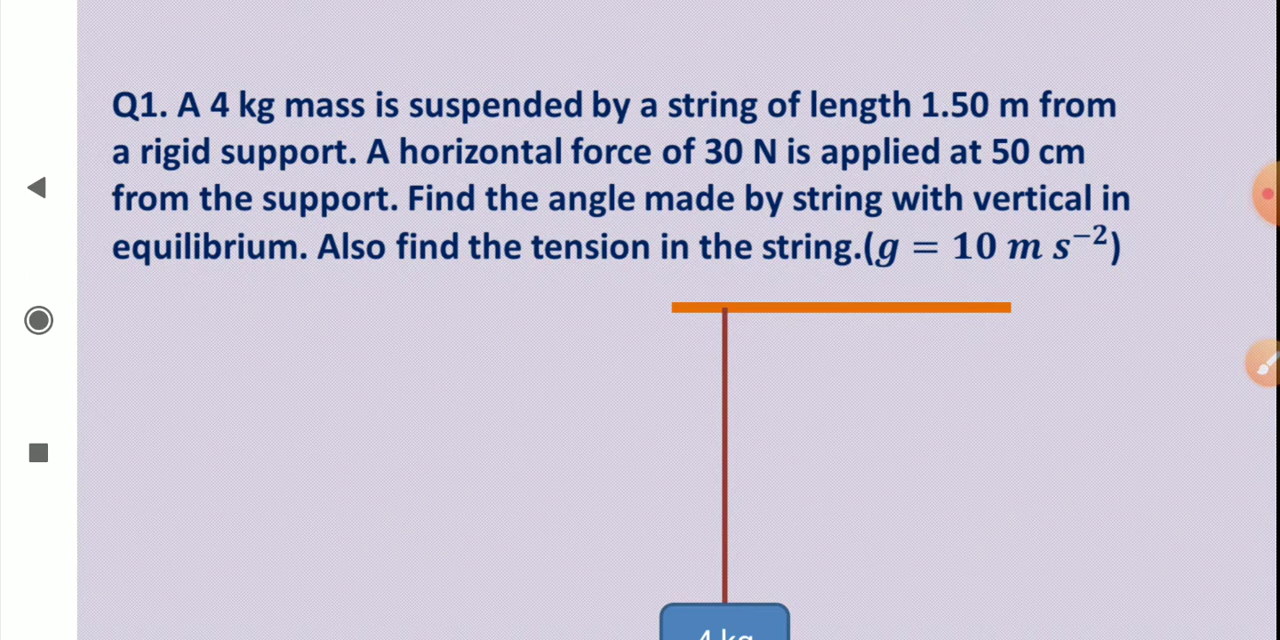 Q1. A 4 kg mass is suspended by a string of length 1.50 m from
a rigid support. A horizontal force of 30 N is applied at 50 cm
from the support. Find the angle made by string with vertical in
equilibrium. Also find the tension in the string.(g = 10 m s⁻²)
4 kg